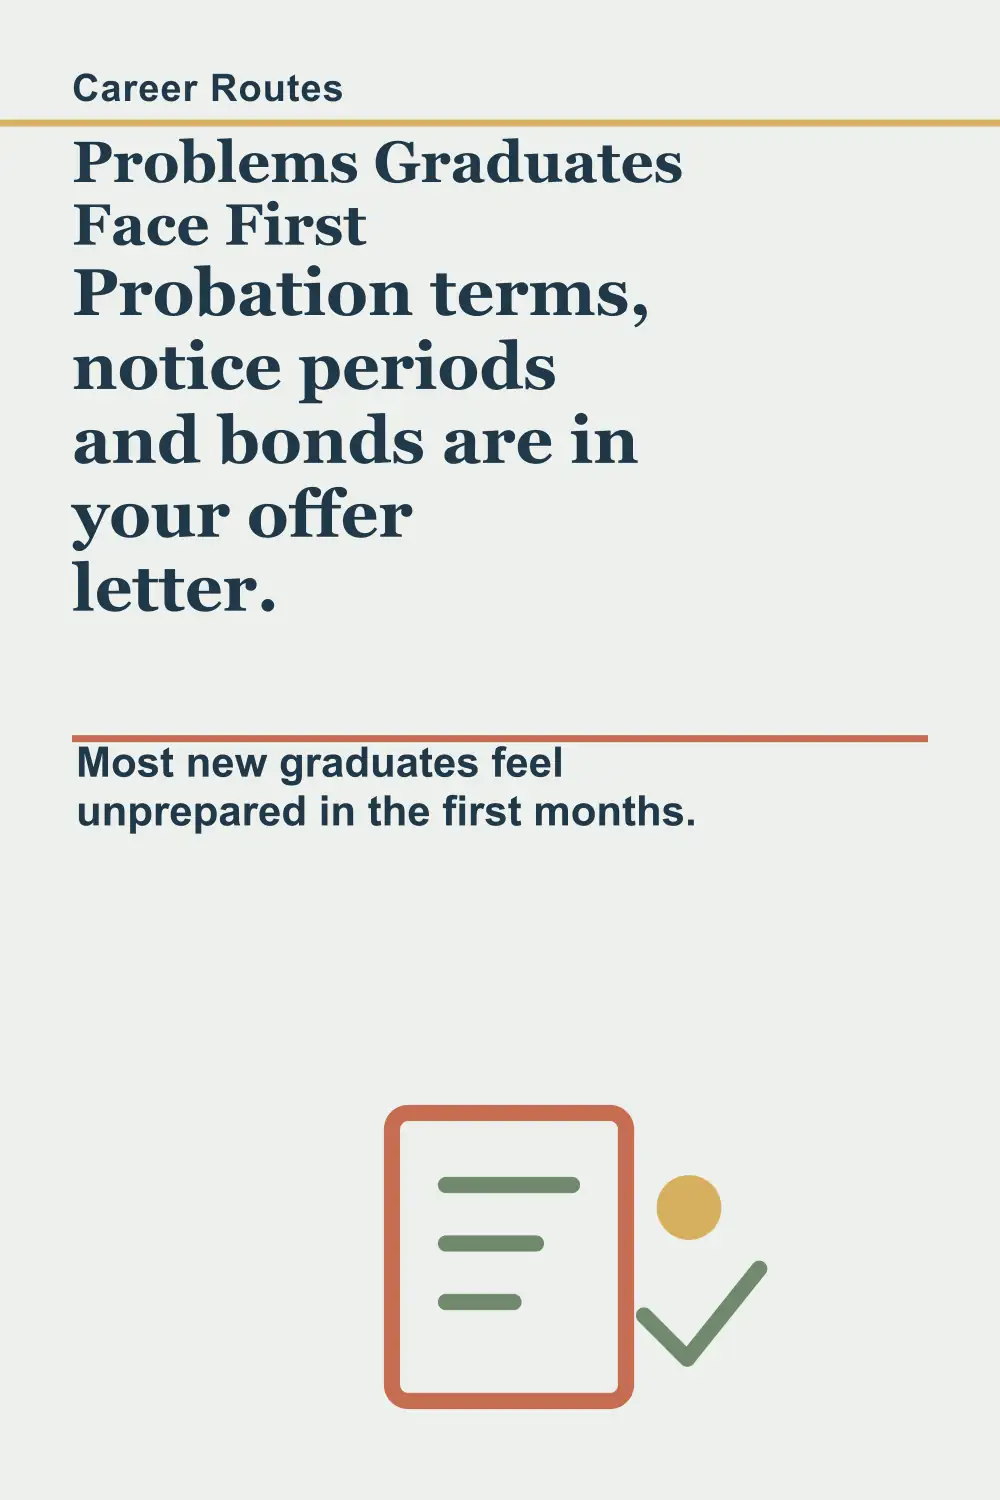 Career Routes
Problems Graduates
Face First
Probation terms,
notice periods
and bonds are in
your offer
letter.
Most new graduates feel
unprepared in the first months.